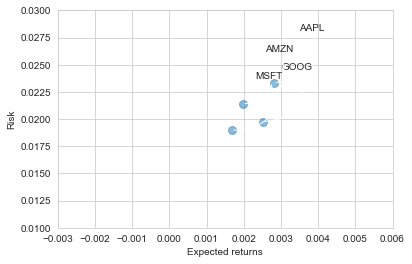 0.0300
AAPL
0.0275
AMZN
0.0250
GOOG
MSFT
0.0225
0.0200
Risk
0.0175
0.0150
0.0125
0.0100
−0.003 −0.002 −0.001 0.000 0.001 0.002 0.003 0.004 0.005 0.006
Expected returns